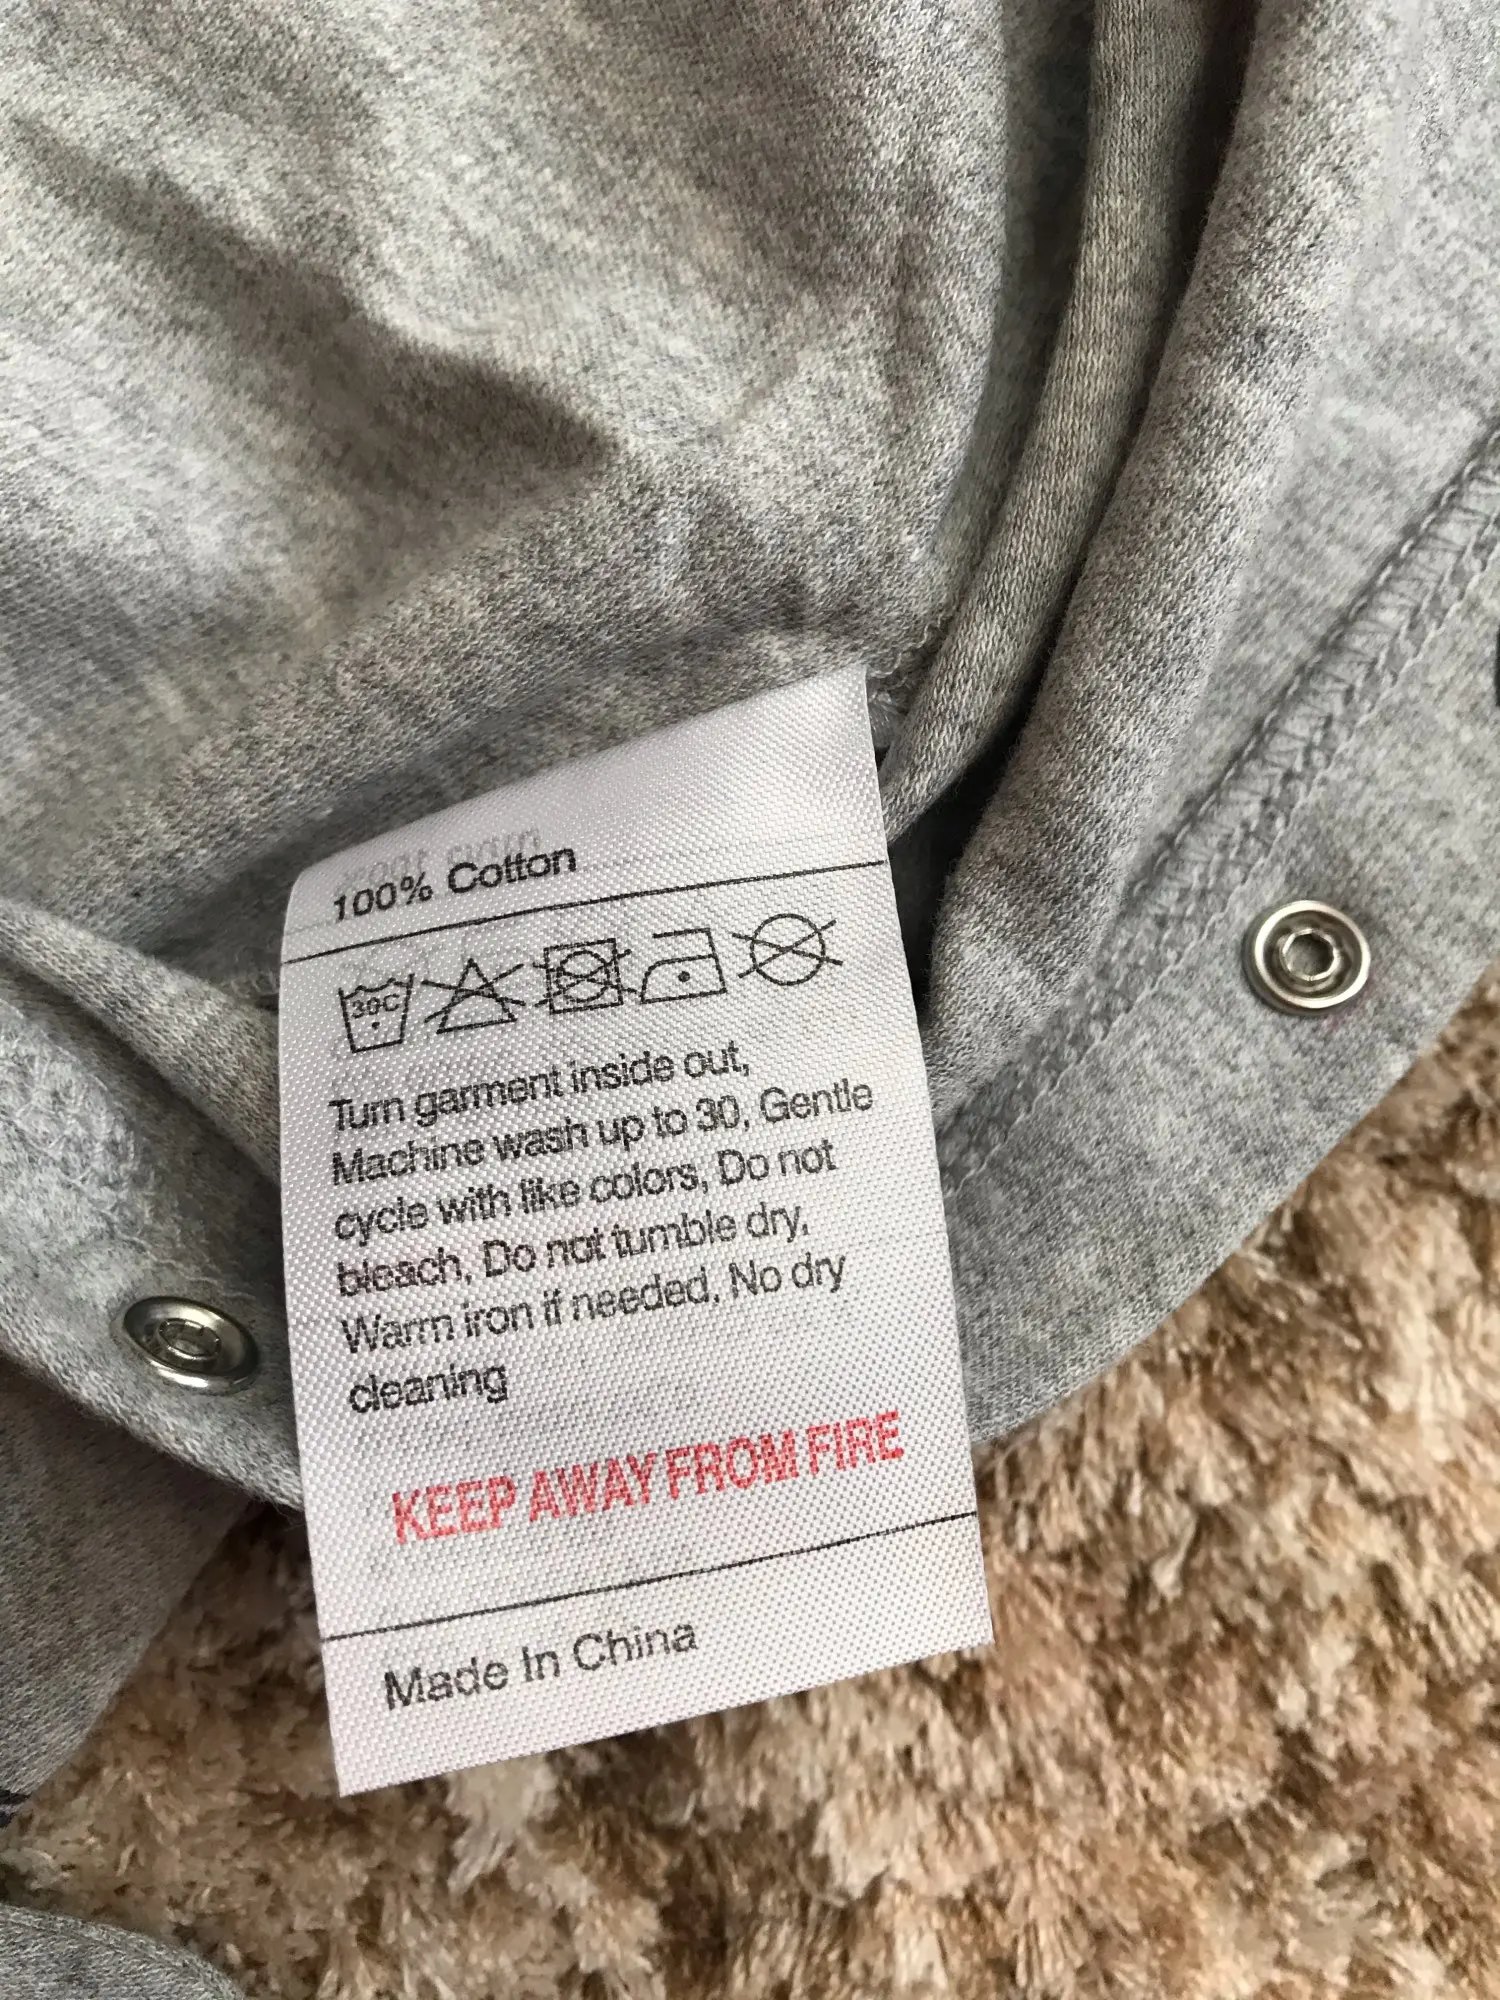 100% Cotton
30C
Turn garment inside out,
Machine wash up to 30, Gentle
cycle with like colors, Do not
bleach, Do not tumble dry,
Warm iron if needed, No dry
cleaning
KEEP AWAY FROM FIRE
Made In China